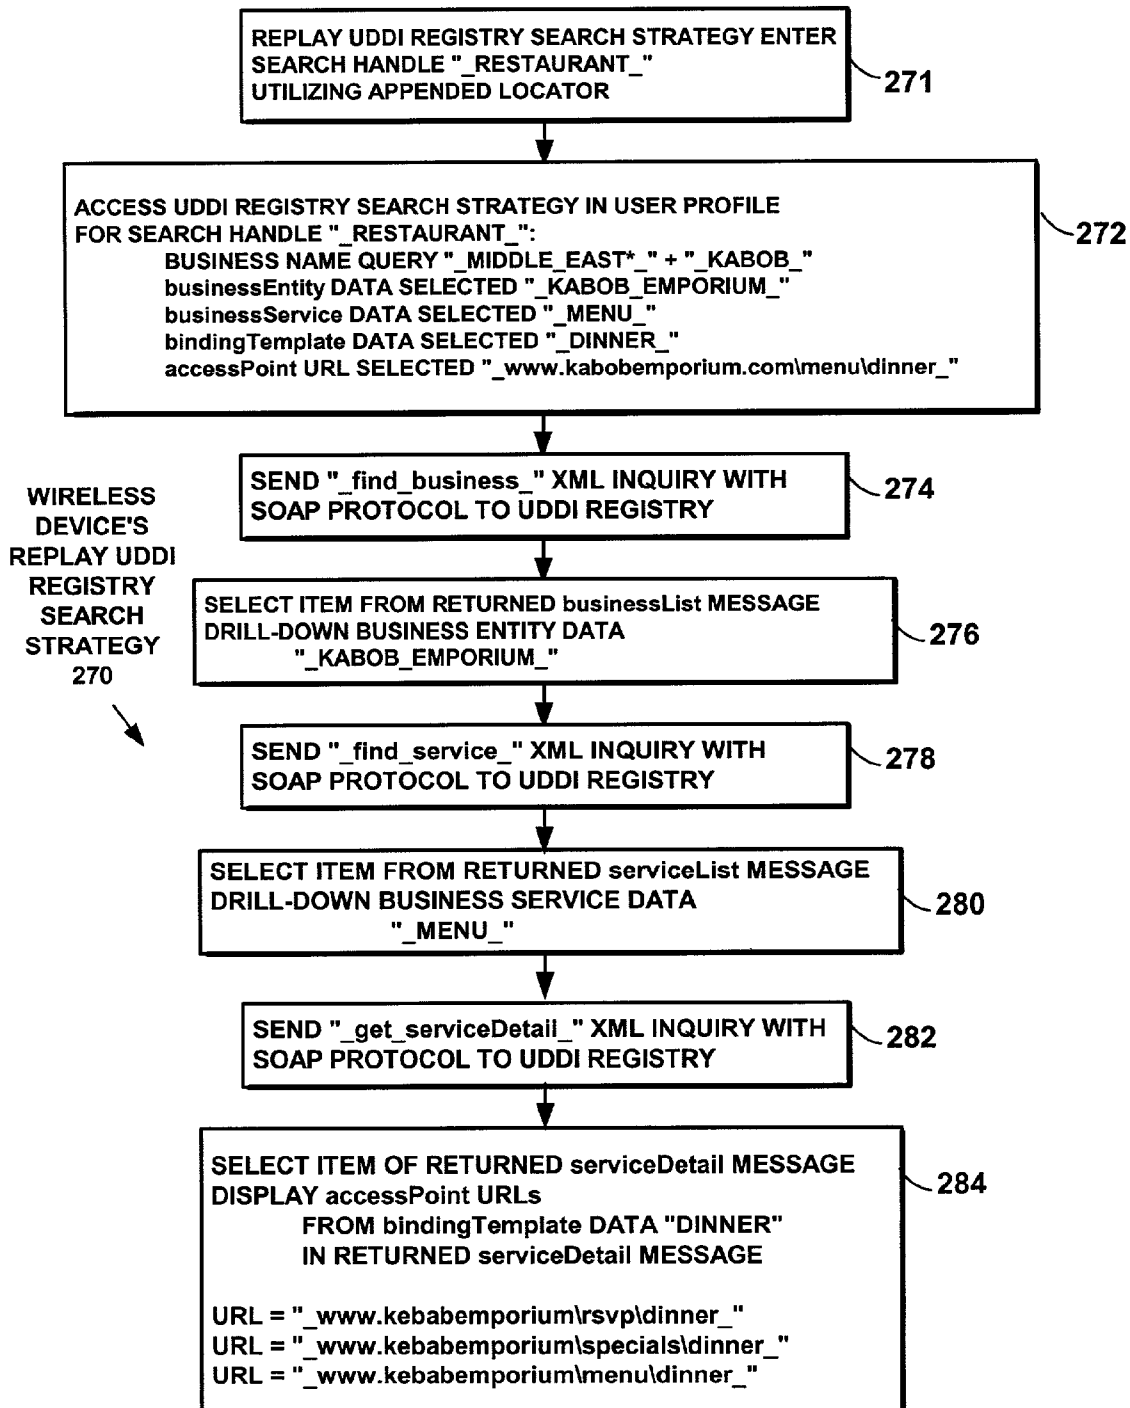 REPLAY UDDI REGISTRY SEARCH STRATEGY ENTER
SEARCH HANDLE "_RESTAURANT_"
UTILIZING APPENDED LOCATOR
271
ACCESS UDDI REGISTRY SEARCH STRATEGY IN USER PROFILE
FOR SEARCH HANDLE "_RESTAURANT_":
BUSINESS NAME QUERY "_MIDDLE_EAST*_" + "_KABOB_"
businessEntity DATA SELECTED "_KABOB_EMPORIUM_"
businessService DATA SELECTED "_MENU_"
bindingTemplate DATA SELECTED "_DINNER_"
accessPoint URL SELECTED "_www.kabobemporium.com\menu\dinner_"
272
SEND "_find_business_" XML INQUIRY WITH
SOAP PROTOCOL TO UDDI REGISTRY
274
WIRELESS
DEVICE'S
REPLAY UDDI
REGISTRY
SEARCH
STRATEGY
270
SELECT ITEM FROM RETURNED businessList MESSAGE
DRILL-DOWN BUSINESS ENTITY DATA
"_KABOB_EMPORIUM_"
276
SEND "_find_service_" XML INQUIRY WITH
SOAP PROTOCOL TO UDDI REGISTRY
278
SELECT ITEM FROM RETURNED serviceList MESSAGE
DRILL-DOWN BUSINESS SERVICE DATA
"_MENU_"
280
SEND "_get_serviceDetail_" XML INQUIRY WITH
SOAP PROTOCOL TO UDDI REGISTRY
282
SELECT ITEM OF RETURNED serviceDetail MESSAGE
DISPLAY accessPoint URLs
FROM bindingTemplate DATA "DINNER"
IN RETURNED serviceDetail MESSAGE
URL = "_www.kebabemporium\rsvp\dinner_"
URL = "_www.kebabemporium\specials\dinner_"
URL = "_www.kebabemporium\menu\dinner_"
284